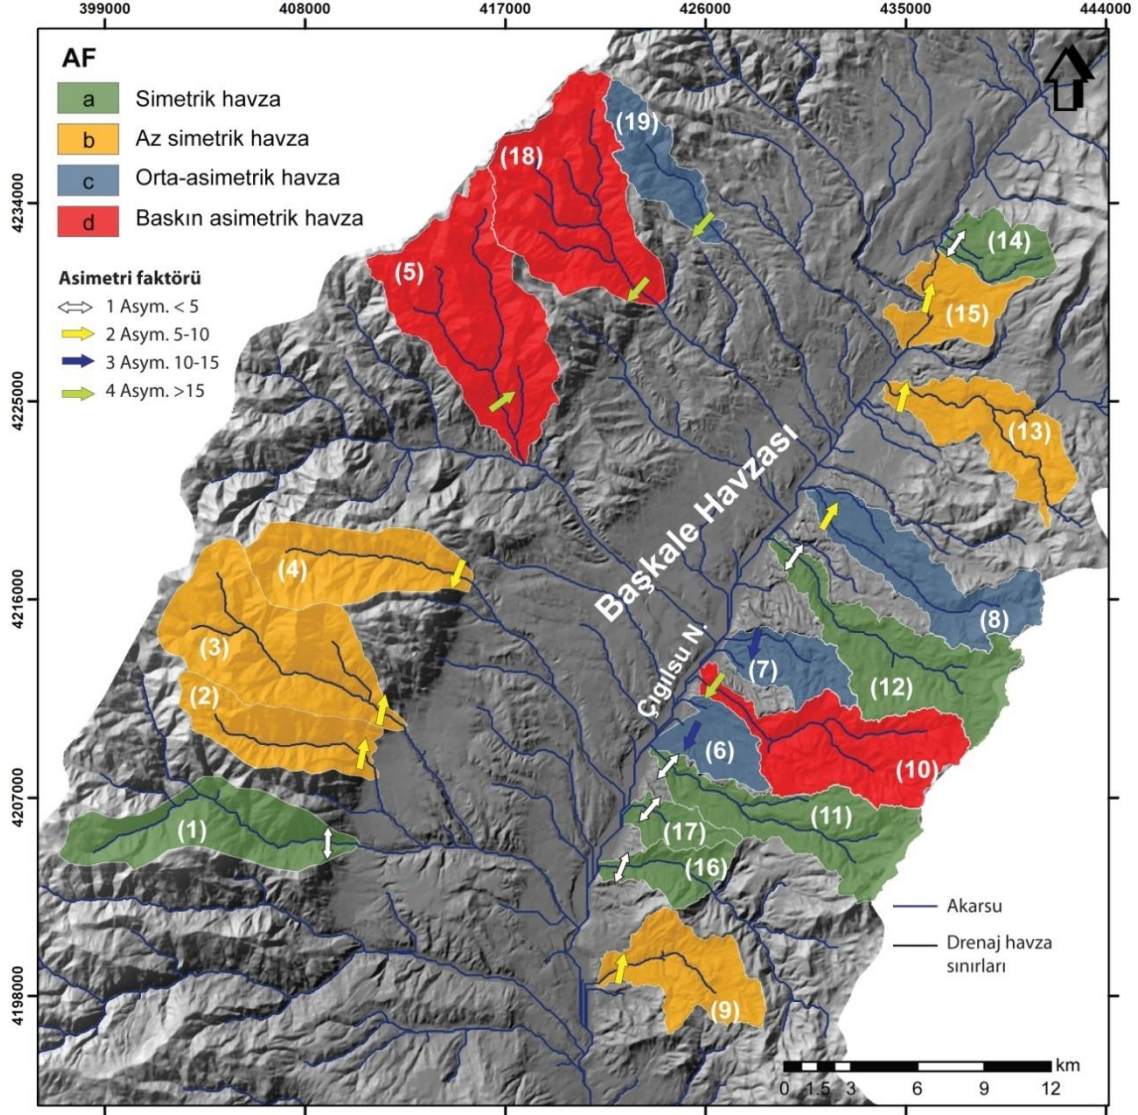 399000 408000 417000 426000 435000 444000
AF
a Simetrik havza
b Az simetrik havza
c Orta-asimetrik havza
d Baskın asimetrik havza
Asimetri faktörü
1 Asym. < 5
2 Asym. 5-10
3 Asym. 10-15
4 Asym. >15
4234000
4225000
4216000
4207000
4198000
(19)
(18)
(5)
(14)
(15)
(13)
Başkale Havzası
(4)
(3)
(2)
(8)
(7)
(12)
Çığılsu N.
(6)
(10)
(1)
(11)
(17)
(16)
(9)
Akarsu
Drenaj havza
sınırları
km
0 1.5 3 6 9 12